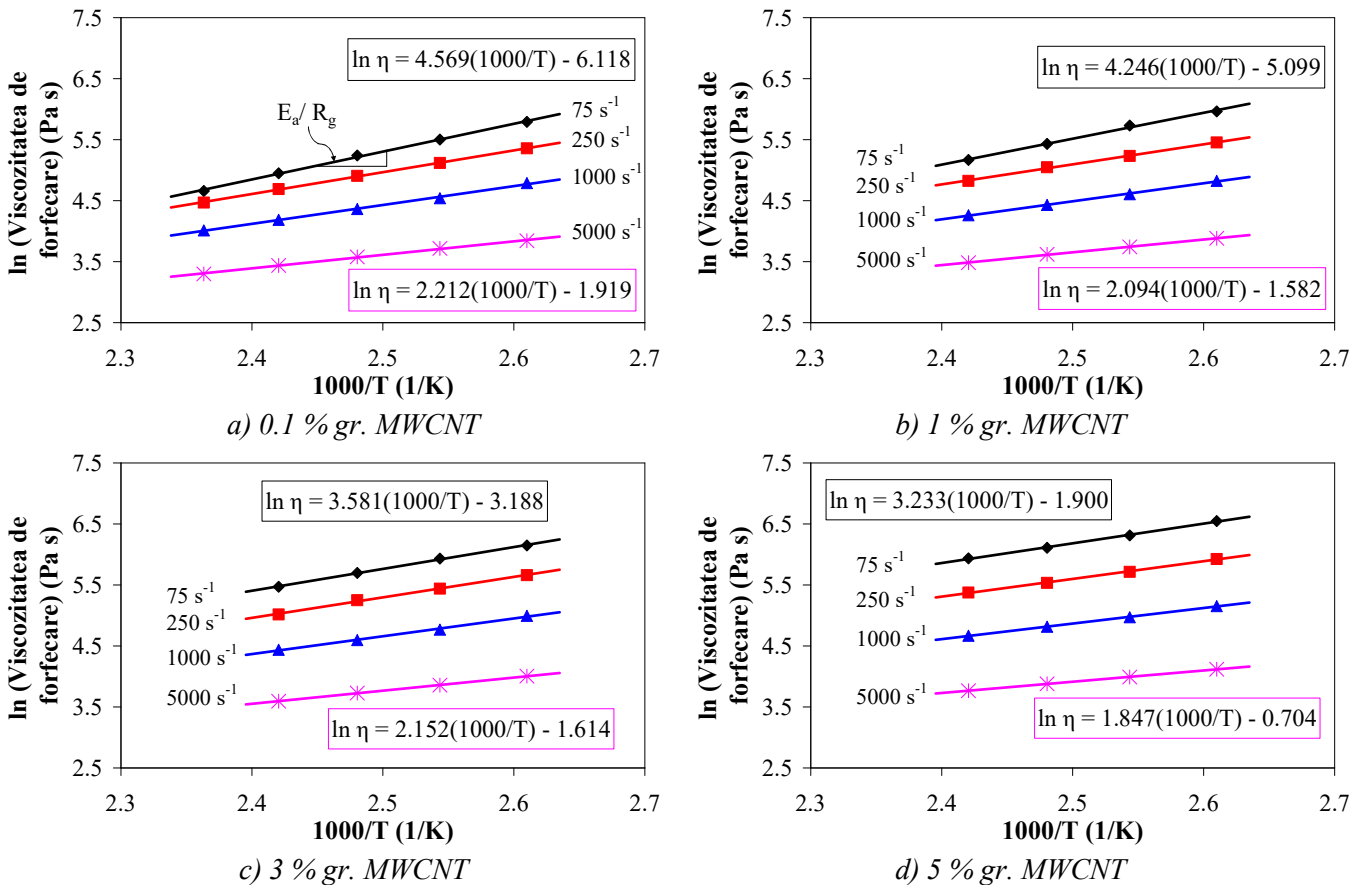 7.5
6.5
5.5
4.5
3.5
2.5
ln (Viscozitatea de
forfecare) (Pa s)
ln η = 4.569(1000/T) - 6.118
Ea/ Rg
75 s-1
250 s-1
1000 s-1
5000 s-1
ln η = 2.212(1000/T) - 1.919
2.3 2.4 2.5 2.6 2.7
1000/T (1/K)
a) 0.1 % gr. MWCNT
7.5
6.5
5.5
4.5
3.5
2.5
ln (Viscozitatea de
forfecare) (Pa s)
ln η = 4.246(1000/T) - 5.099
75 s-1
250 s-1
1000 s-1
5000 s-1
ln η = 2.094(1000/T) - 1.582
2.3 2.4 2.5 2.6 2.7
1000/T (1/K)
b) 1 % gr. MWCNT
7.5
6.5
5.5
4.5
3.5
2.5
ln (Viscozitatea de
forfecare) (Pa s)
ln η = 3.581(1000/T) - 3.188
75 s-1
250 s-1
1000 s-1
5000 s-1
ln η = 2.152(1000/T) - 1.614
2.3 2.4 2.5 2.6 2.7
1000/T (1/K)
c) 3 % gr. MWCNT
7.5
6.5
5.5
4.5
3.5
2.5
ln (Viscozitatea de
forfecare) (Pa s)
ln η = 3.233(1000/T) - 1.900
75 s-1
250 s-1
1000 s-1
5000 s-1
ln η = 1.847(1000/T) - 0.704
2.3 2.4 2.5 2.6 2.7
1000/T (1/K)
d) 5 % gr. MWCNT